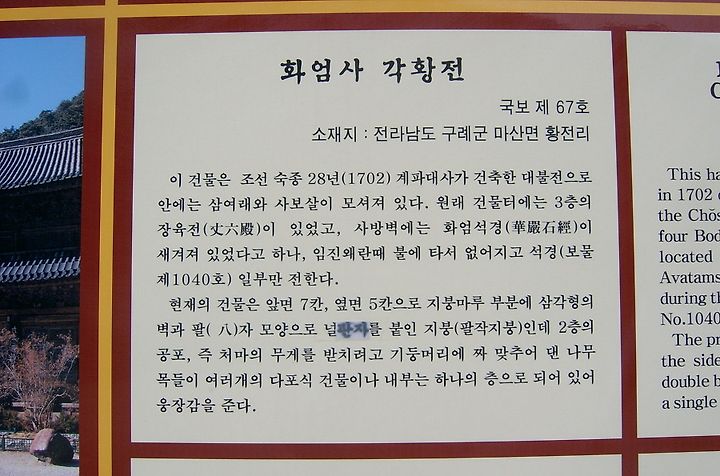 화엄사 각황전
국보 제 67호
소재지 : 전라남도 구례군 마산면 황전리
이 건물은 조선 숙종 28년(1702) 계파대사가 건축한 대불전으로
안에는 삼여래와 사보살이 모셔져 있다. 원래 건물터에는 3층의
장육전(丈六殿)이 있었고, 사방벽에는 화엄석경(華嚴石經)이
새겨져 있었다고 하나, 임진왜란때 불에 타서 없어지고 석경(보물
제1040호) 일부만 전한다.
현재의 건물은 앞면 7칸, 옆면 5칸으로 지붕마루 부분에 삼각형의
벽과 팔( 八)자 모양으로 널판자를 붙인 지붕(팔작지붕)인데 2층의
공포, 즉 처마의 무게를 받치려고 기둥머리에 짜 맞추어 댄 나무
목들이 여러개의 다포식 건물이나 내부는 하나의 층으로 되어 있어
웅장감을 준다.
This ha
in 1702
the Chŏs
four Bod
located
Avatams
during th
No.1040
The pr
the side
double b
a single